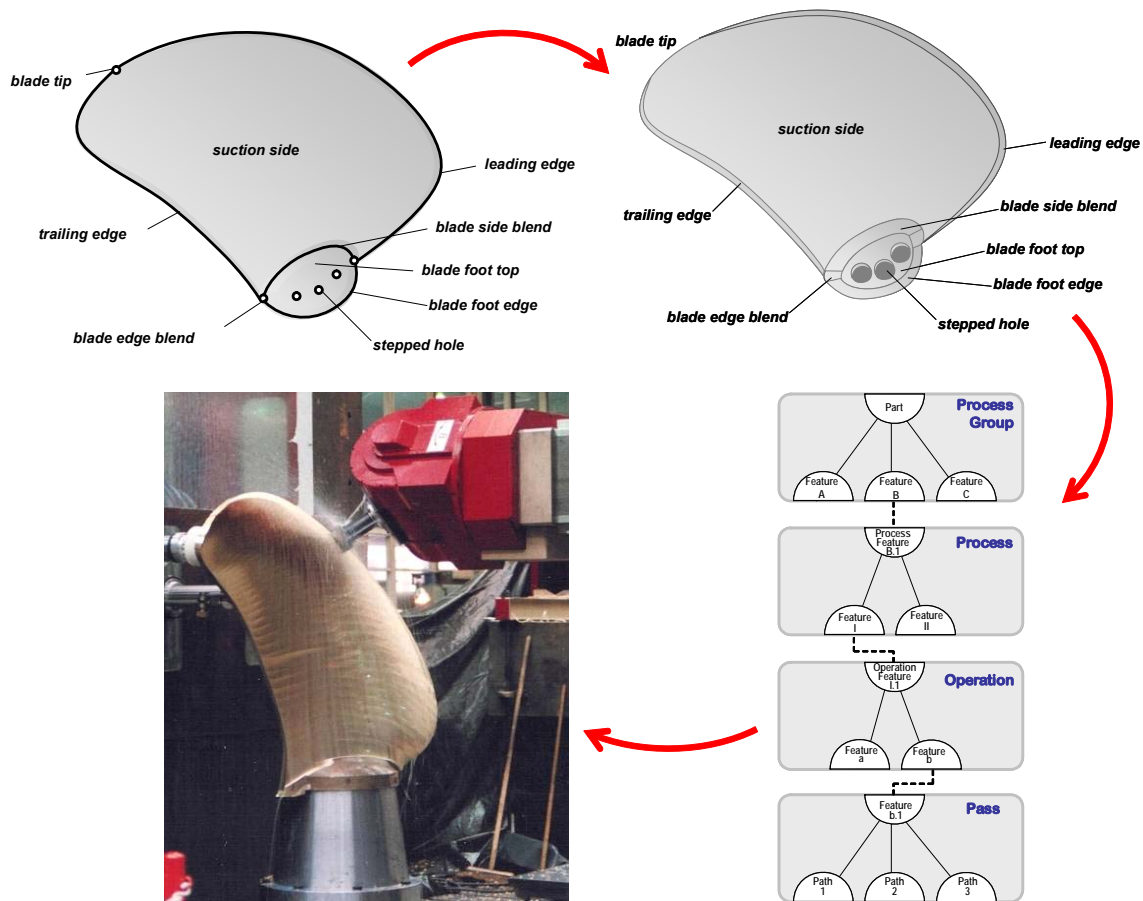 blade tip
suction side
leading edge
trailing edge
blade side blend
blade foot top
blade foot edge
blade edge blend
stepped hole
blade tip
suction side
leading edge
blade side blend
trailing edge
blade foot top
blade foot edge
blade edge blend
stepped hole
Part
Process
Group
Feature
A
Feature
B
Feature
C
Process
Feature
B.1
Process
Feature
I
Feature
II
Operation
Feature
I.1
Operation
Feature
a
Feature
b
Feature
b.1
Pass
Path
1
Path
2
Path
3